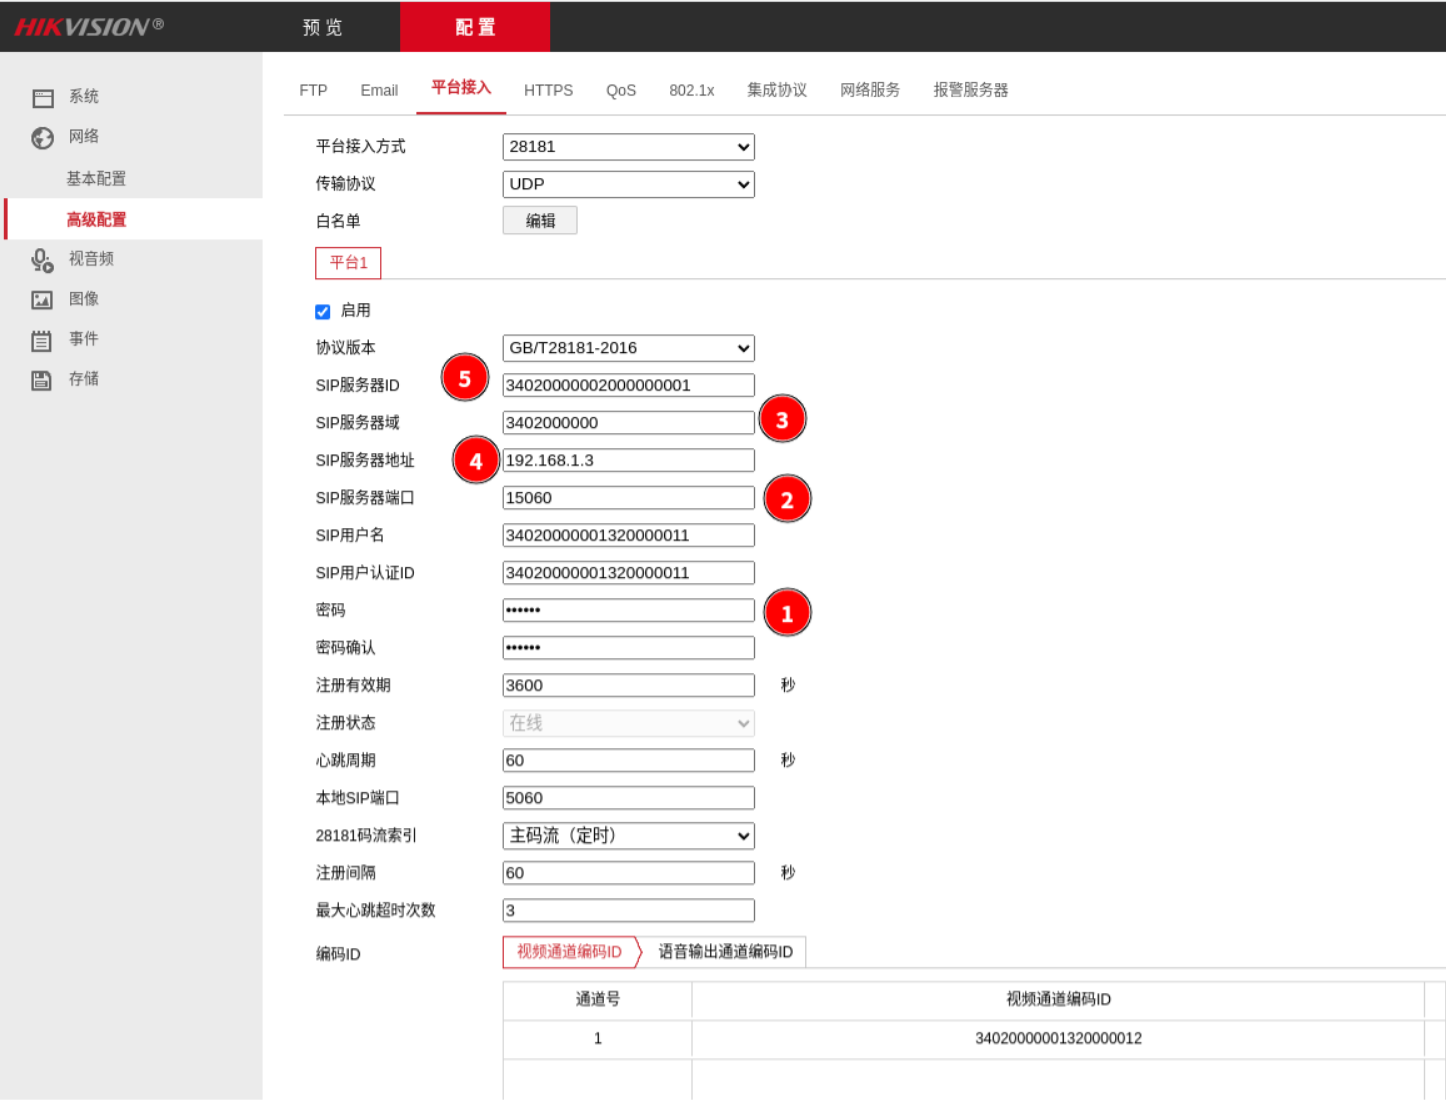 HIKVISION®
预 览
配 置
系统
网络
基本配置
高级配置
视音频
图像
事件
存储
FTP Email 平台接入 HTTPS QoS 802.1x 集成协议 网络服务 报警服务器
平台接入方式 28181
传输协议 UDP
白名单 编辑
平台1
启用
协议版本 GB/T28181-2016
SIP服务器ID 5 34020000002000000001
SIP服务器域 3402000000 3
SIP服务器地址 4 192.168.1.3
SIP服务器端口 15060 2
SIP用户名 34020000001320000011
SIP用户认证ID 34020000001320000011
密码 •••••• 1
密码确认 ••••••
注册有效期 3600 秒
注册状态 在线
心跳周期 60 秒
本地SIP端口 5060
28181码流索引 主码流（定时）
注册间隔 60 秒
最大心跳超时次数 3
编码ID 视频通道编码ID 语音输出通道编码ID
通道号 视频通道编码ID
1 34020000001320000012